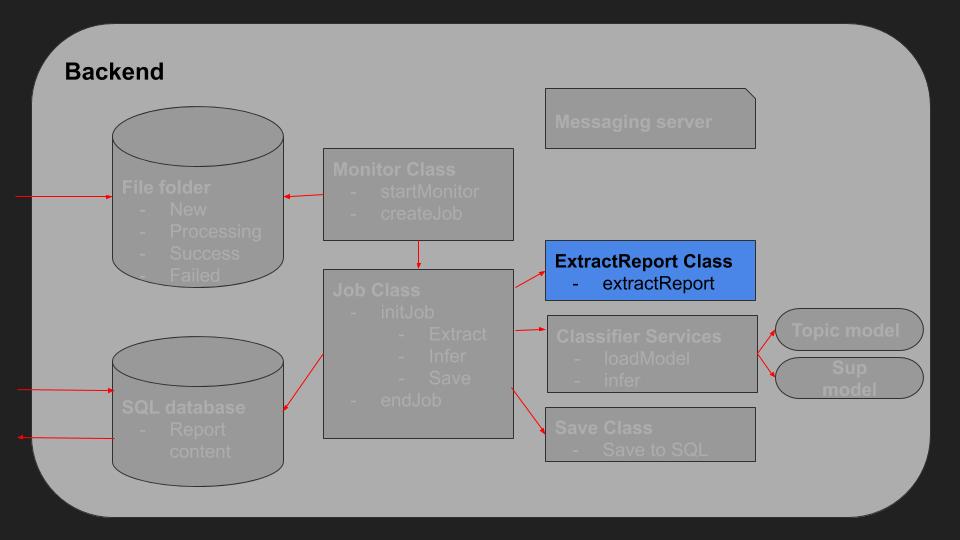 Backend
Messaging server
Monitor Class
- startMonitor
- createJob
File folder
- New
- Processing
- Success
- Failed
ExtractReport Class
- extractReport
Job Class
- initJob
- Extract
- Infer
- Save
- endJob
Classifier Services
- loadModel
- infer
Topic model
Sup
model
SQL database
- Report
content
Save Class
- Save to SQL